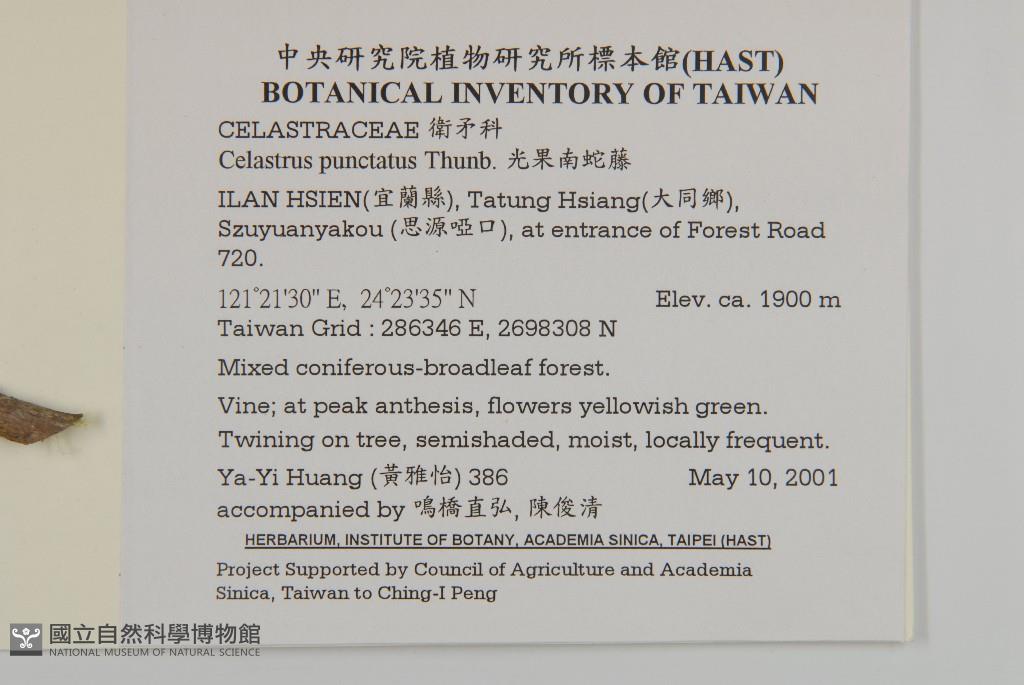 中央研究院植物研究所標本館(HAST)
BOTANICAL INVENTORY OF TAIWAN
CELASTRACEAE 衛矛科
Celastrus punctatus Thunb. 光果南蛇藤
ILAN HSIEN(宜蘭縣), Tatung Hsiang(大同鄉),
Szuyuanyakou (思源啞口), at entrance of Forest Road
720.
121°21'30" E, 24°23'35" N Elev. ca. 1900 m
Taiwan Grid : 286346 E, 2698308 N
Mixed coniferous-broadleaf forest.
Vine; at peak anthesis, flowers yellowish green.
Twining on tree, semishaded, moist, locally frequent.
Ya-Yi Huang (黃雅怡) 386 May 10, 2001
accompanied by 鳴橋直弘, 陳俊清
HERBARIUM, INSTITUTE OF BOTANY, ACADEMIA SINICA, TAIPEI (HAST)
Project Supported by Council of Agriculture and Academia
Sinica, Taiwan to Ching-I Peng
國立自然科學博物館
NATIONAL MUSEUM OF NATURAL SCIENCE